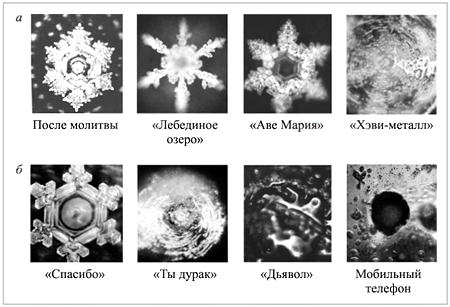 а
После молитвы
«Лебединое
озеро»
«Аве Мария»
«Хэви-металл»
б
«Спасибо»
«Ты дурак»
«Дьявол»
Мобильный
телефон